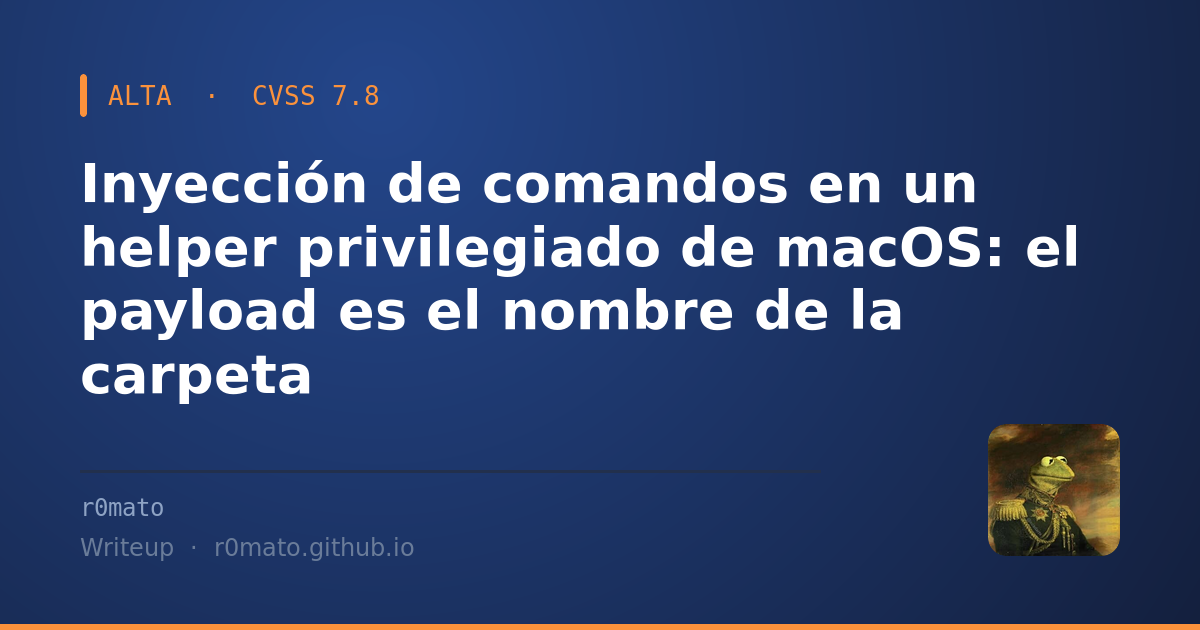 ALTA · CVSS 7.8
Inyección de comandos en un
helper privilegiado de macOS: el
payload es el nombre de la
carpeta
r0mato
Writeup · r0mato.github.io